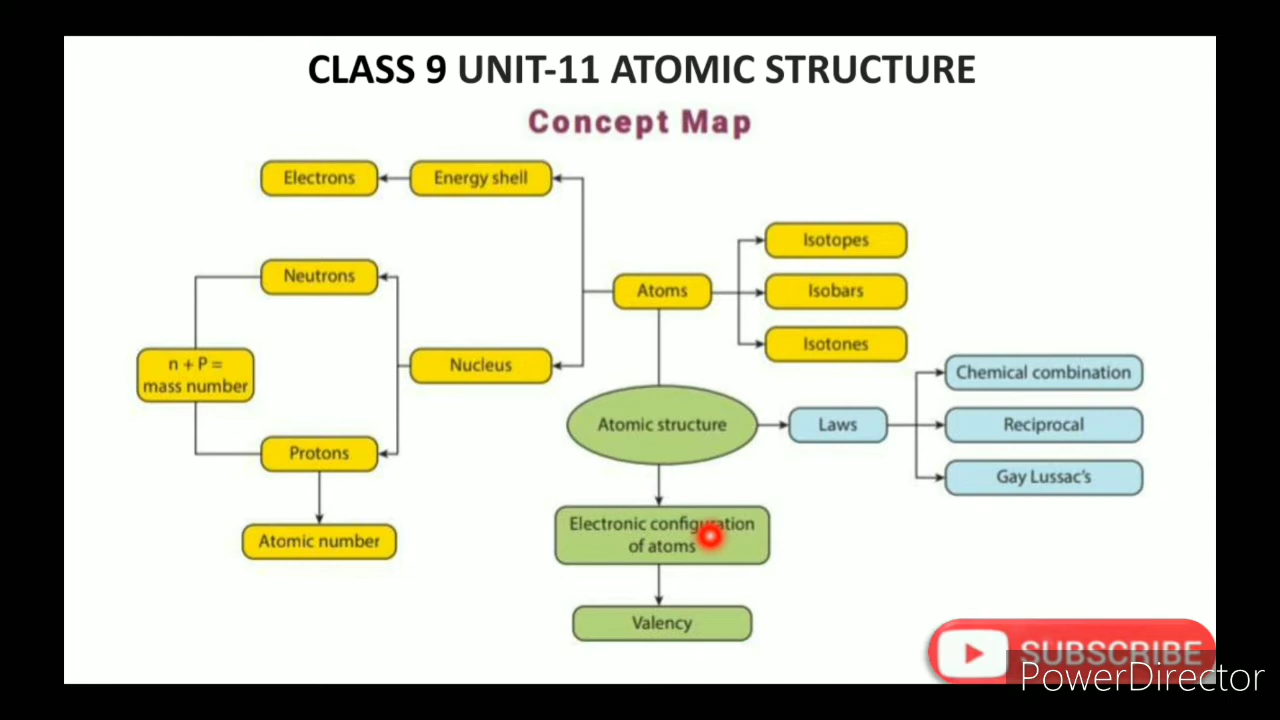 CLASS 9 UNIT-11 ATOMIC STRUCTURE
Concept Map
Electrons
Energy shell
Isotopes
Neutrons
Atoms
Isobars
Isotones
n + P =
mass number
Nucleus
Chemical combination
Atomic structure
Laws
Reciprocal
Protons
Gay Lussac's
Electronic configuration
of atoms
Atomic number
Valency
SUBSCRIBE
PowerDirector